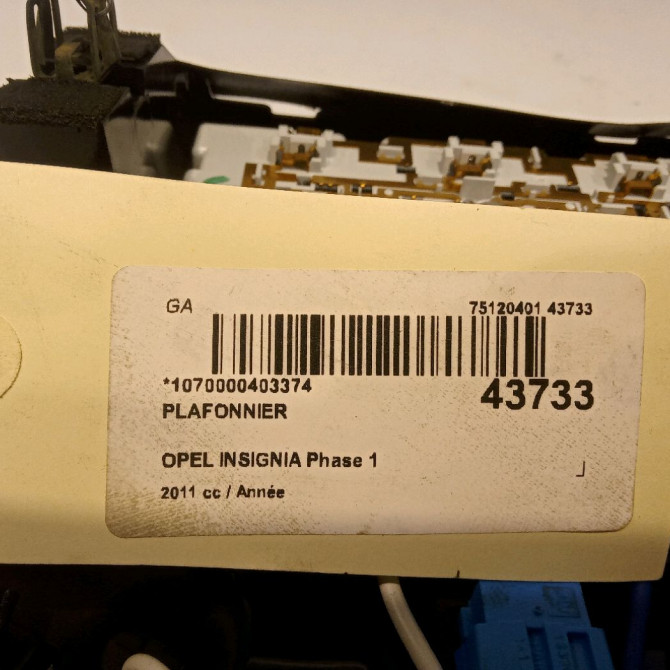 GA 75120401 43733
*1070000403374 43733
PLAFONNIER
OPEL INSIGNIA Phase 1
2011 cc / Année